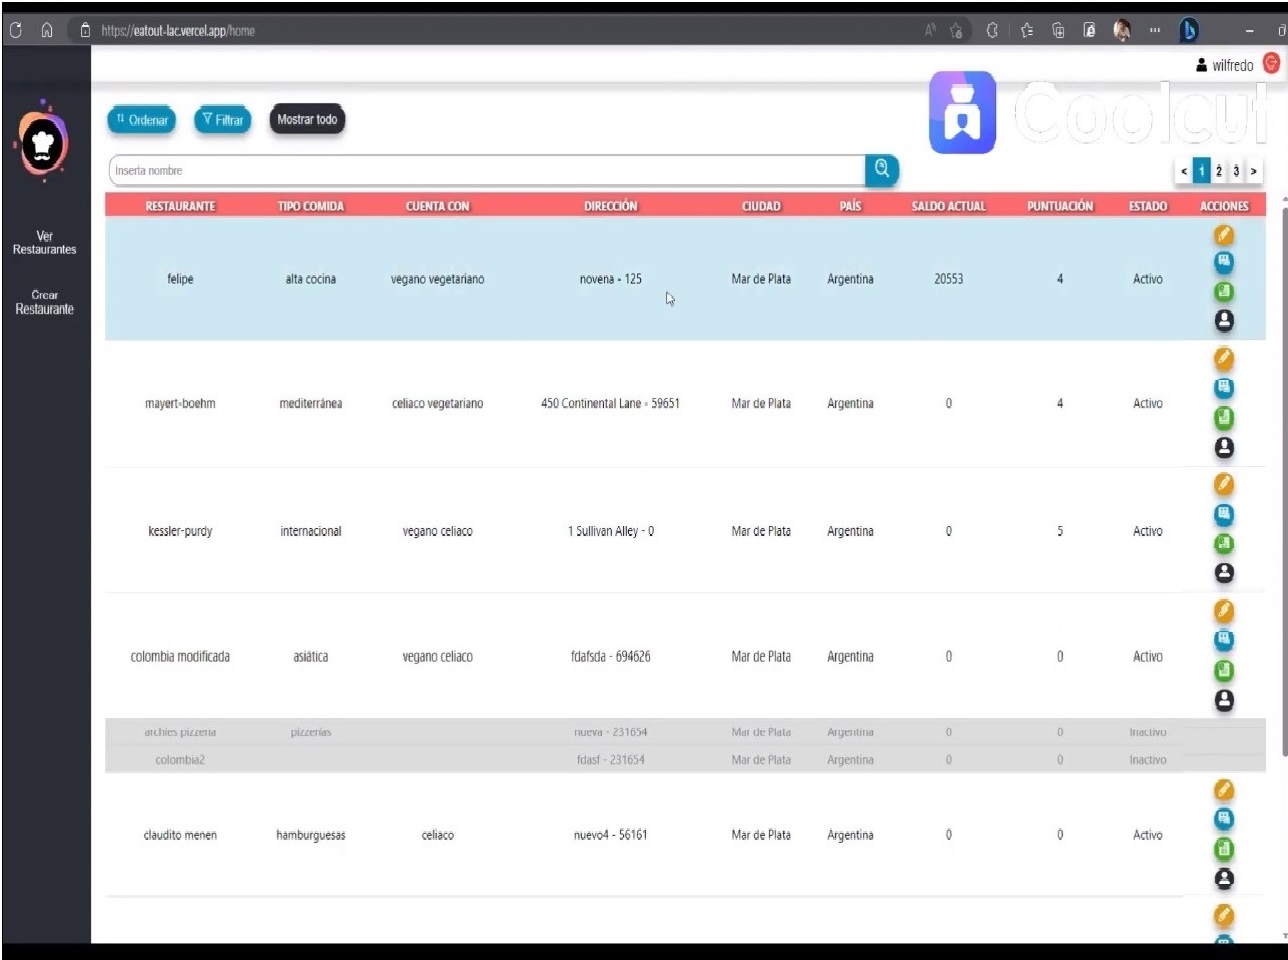 https://eatout-lac.vercel.app/home
wilfredo
Coolcut
Ordenar Filtrar Mostrar todo
Inserta nombre
< 1 2 3 >
RESTAURANTE TIPO COMIDA CUENTA CON DIRECCIÓN CIUDAD PAÍS SALDO ACTUAL PUNTUACIÓN ESTADO ACCIONES
Ver
Restaurantes
felipe alta cocina vegano vegetariano novena - 125 Mar de Plata Argentina 20553 4 Activo
Crear
Restaurante
mayert-boehm mediterránea celiaco vegetariano 450 Continental Lane - 59651 Mar de Plata Argentina 0 4 Activo
kessler-purdy internacional vegano celiaco 1 Sullivan Alley - 0 Mar de Plata Argentina 0 5 Activo
colombia modificada asiática vegano celiaco fdafsda - 694626 Mar de Plata Argentina 0 0 Activo
archies pizzeria pizzerías nueva - 231654 Mar de Plata Argentina 0 0 Inactivo
colombia2 fdasf - 231654 Mar de Plata Argentina 0 0 Inactivo
claudito menen hamburguesas celiaco nuevo4 - 56161 Mar de Plata Argentina 0 0 Activo